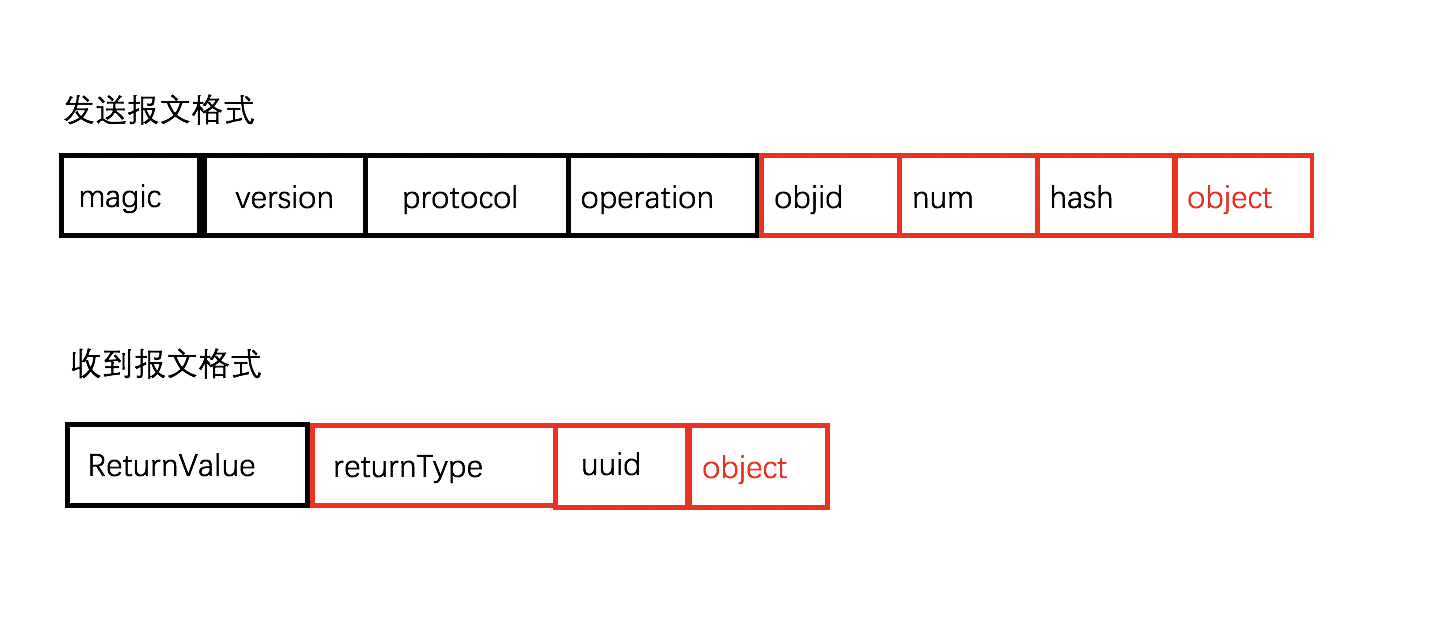 发送报文格式
magic version protocol operation objid num hash object
收到报文格式
ReturnValue returnType uuid object